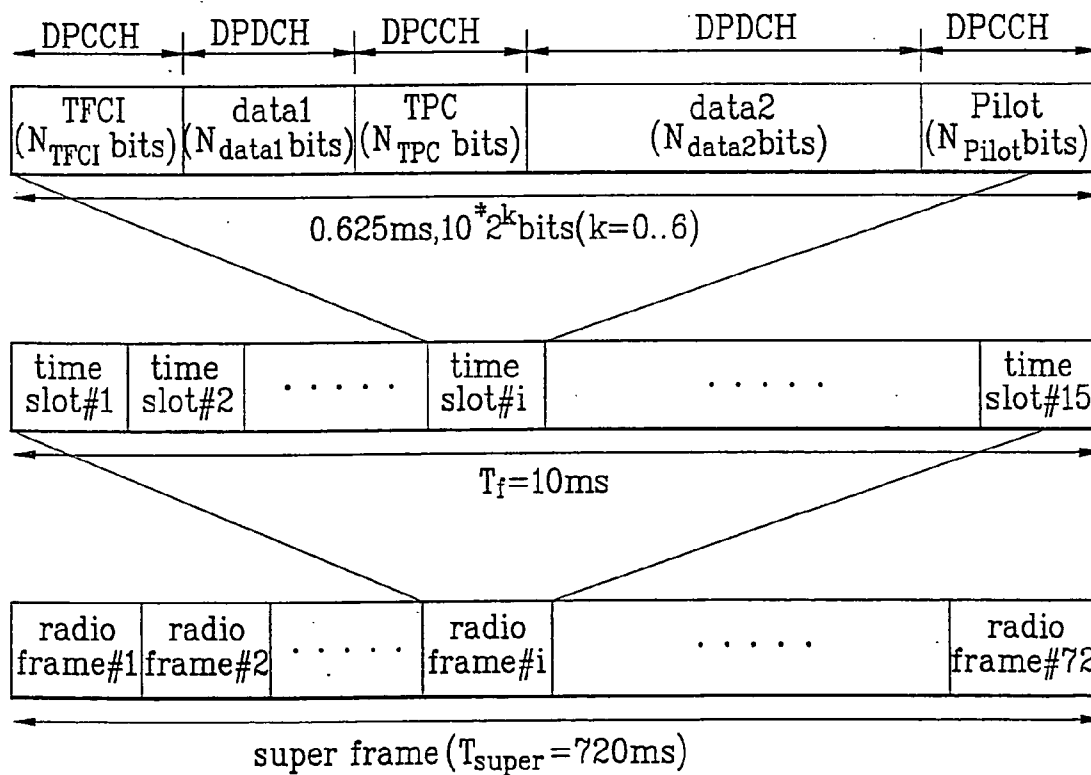 DPCCH DPDCH DPCCH DPDCH DPCCH
TFCI data1 TPC data2 Pilot
(N_TFCI bits) (N_data1 bits) (N_TPC bits) (N_data2 bits) (N_Pilot bits)
0.625ms,10*2^k bits(k=0..6)
time time time time
slot#1 slot#2 ..... slot#i ..... slot#15
T_f=10ms
radio radio radio radio
frame#1 frame#2 ..... frame#i ..... frame#72
super frame (T_super=720ms)